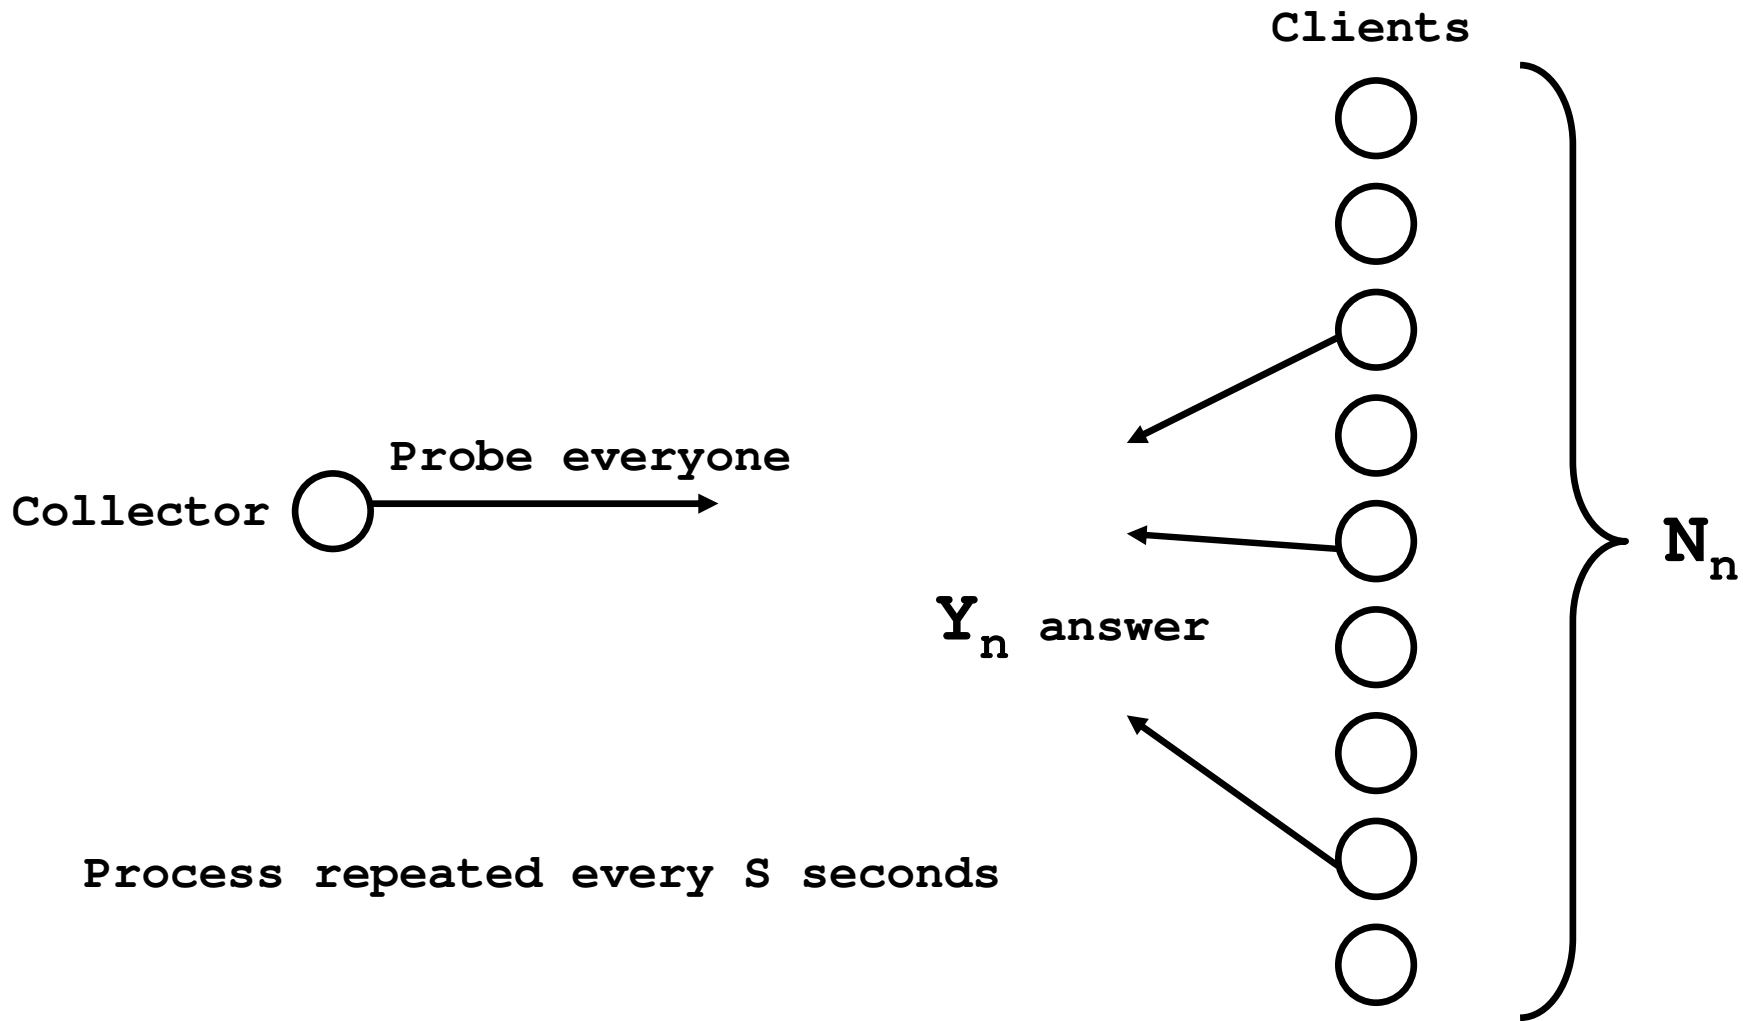 Clients
Probe everyone
Collector
Nn
Yn answer
Process repeated every S seconds